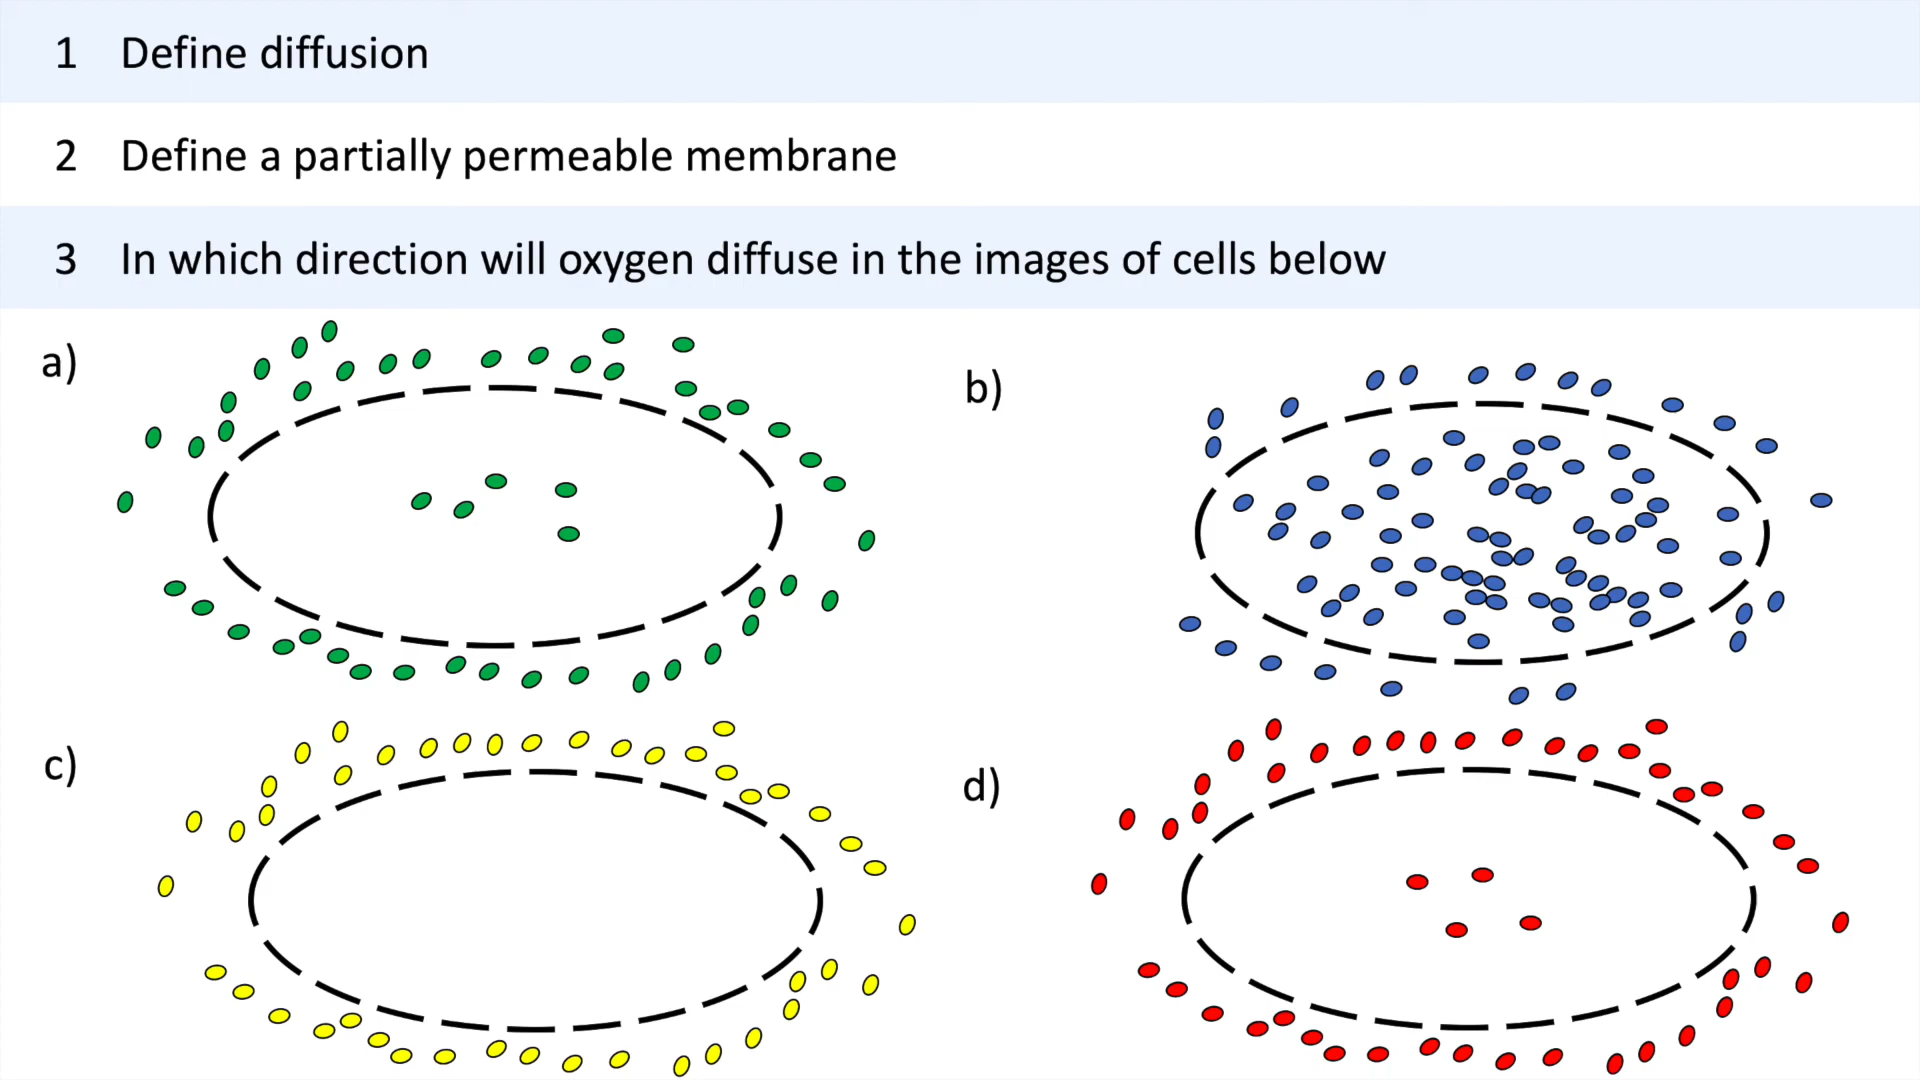 1 Define diffusion
2 Define a partially permeable membrane
3 In which direction will oxygen diffuse in the images of cells below
a)
b)
c)
d)